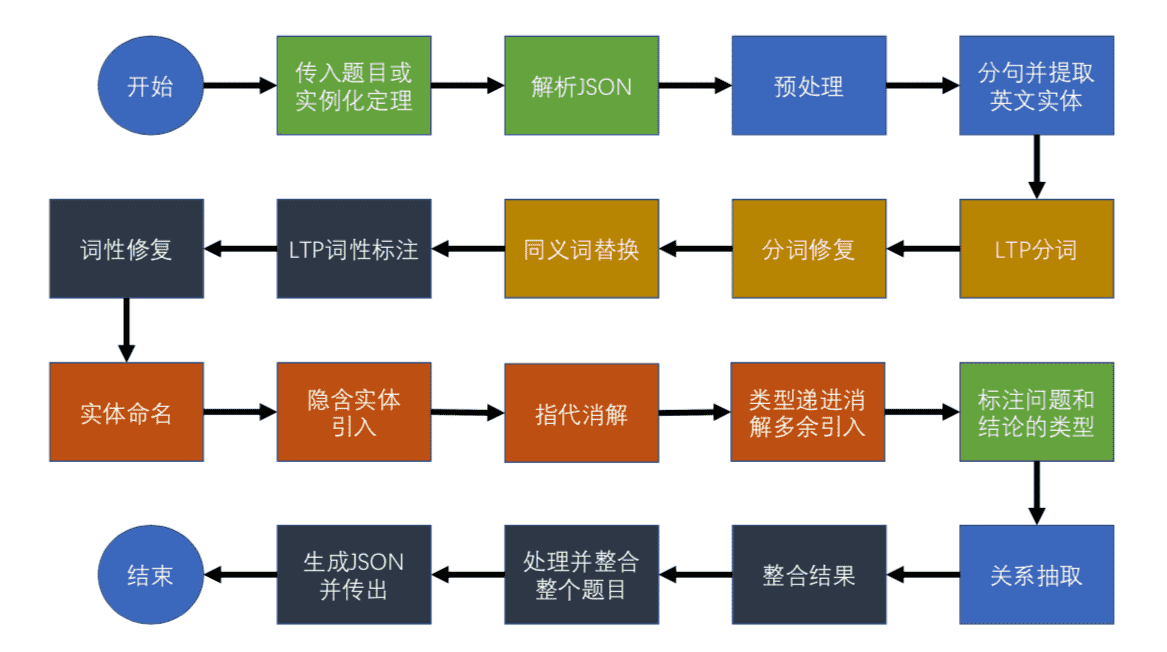 开始
传入题目或
实例化定理
解析JSON
预处理
分句并提取
英文实体
词性修复
LTP词性标注
同义词替换
分词修复
LTP分词
实体命名
隐含实体
引入
指代消解
类型递进消
解多余引入
标注问题和
结论的类型
结束
生成JSON
并传出
处理并整合
整个题目
整合结果
关系抽取